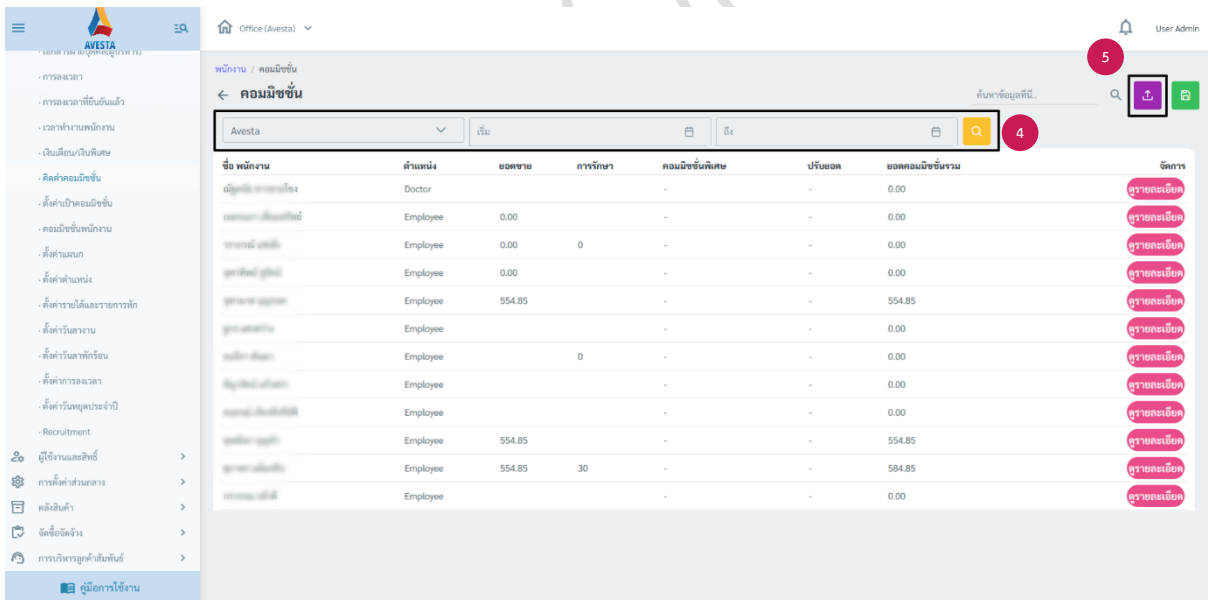 AVESTA
Office (Avesta)
User Admin
5
· การลงเวลา
· การลงเวลาที่ยืนยันแล้ว
· เวลาทำงานพนักงาน
· เงินเดือน/เงินพิเศษ
· คิดค่าคอมมิชชั่น
· ตั้งค่าเป้าคอมมิชชั่น
· คอมมิชชั่นพนักงาน
· ตั้งค่าแผนก
· ตั้งค่าตำแหน่ง
· ตั้งค่ารายได้และรายการหัก
· ตั้งค่าวันลางาน
· ตั้งค่าวันลาพักร้อน
· ตั้งค่าการลงเวลา
· ตั้งค่าวันหยุดประจำปี
· Recruitment
ผู้ใช้งานและสิทธิ์
การตั้งค่าส่วนกลาง
คลังสินค้า
จัดซื้อจัดจ้าง
การบริหารลูกค้าสัมพันธ์
คู่มือการใช้งาน
พนักงาน / คอมมิชชั่น
← คอมมิชชั่น
ค้นหาข้อมูลที่นี่..
Avesta เริ่ม ถึง 4
ชื่อ พนักงาน ตำแหน่ง ยอดขาย การรักษา คอมมิชชั่นพิเศษ ปรับยอด ยอดคอมมิชชั่นรวม จัดการ
Doctor - - 0.00 ดูรายละเอียด
Employee 0.00 - - 0.00 ดูรายละเอียด
Employee 0.00 0 - - 0.00 ดูรายละเอียด
Employee 0.00 - - 0.00 ดูรายละเอียด
Employee 554.85 - - 554.85 ดูรายละเอียด
Employee - - 0.00 ดูรายละเอียด
Employee 0 - - 0.00 ดูรายละเอียด
Employee - - 0.00 ดูรายละเอียด
Employee - - 0.00 ดูรายละเอียด
Employee 554.85 - - 554.85 ดูรายละเอียด
Employee 554.85 30 - - 584.85 ดูรายละเอียด
Employee - - 0.00 ดูรายละเอียด